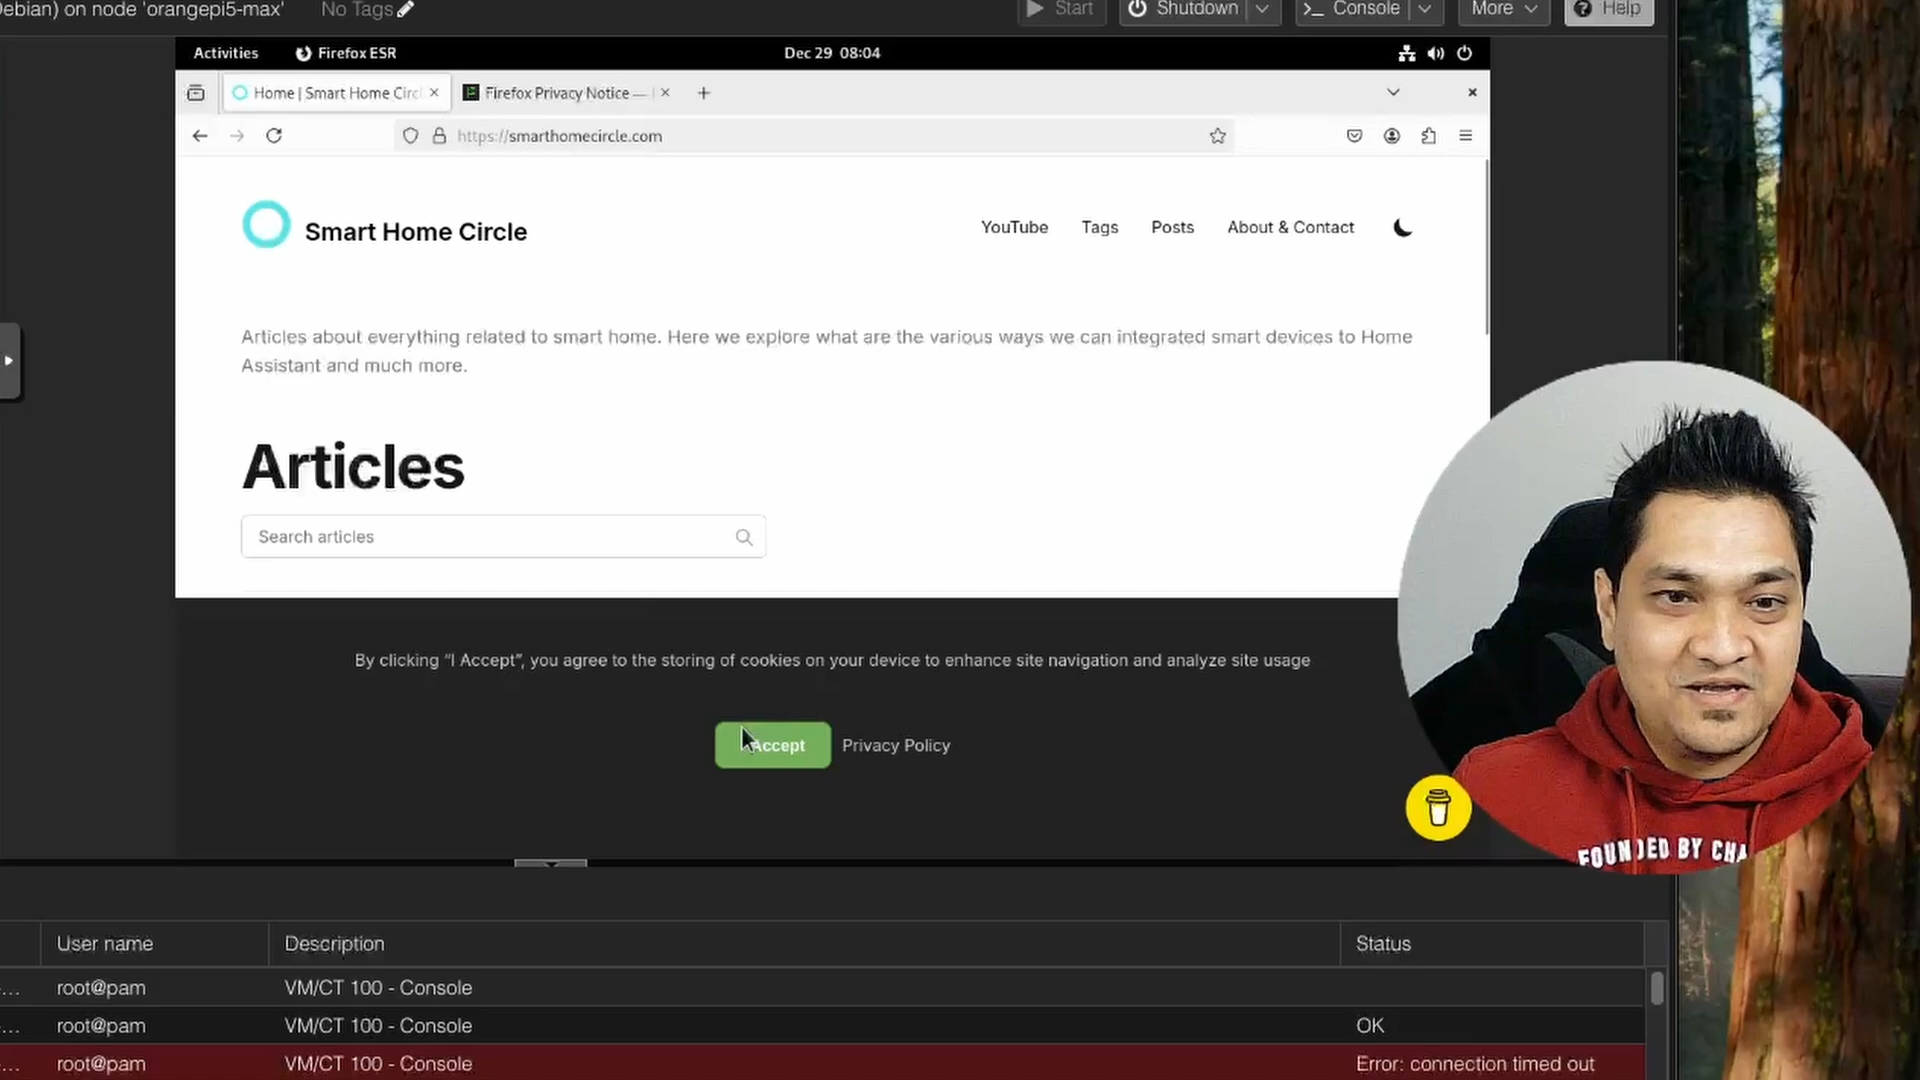 Debian) on node 'orangepi5-max'
No Tags
Start
Shutdown
Console
More
Help
Activities
Firefox ESR
Dec 29 08:04
Home | Smart Home Circ
Firefox Privacy Notice —
https://smarthomecircle.com
Smart Home Circle
YouTube
Tags
Posts
About & Contact
Articles about everything related to smart home. Here we explore what are the various ways we can integrated smart devices to Home
Assistant and much more.
Articles
Search articles
By clicking “I Accept”, you agree to the storing of cookies on your device to enhance site navigation and analyze site usage
Accept
Privacy Policy
FOUNDED BY CHA
User name
Description
Status
... root@pam
VM/CT 100 - Console
... root@pam
VM/CT 100 - Console
OK
root@pam
VM/CT 100 - Console
Error: connection timed out